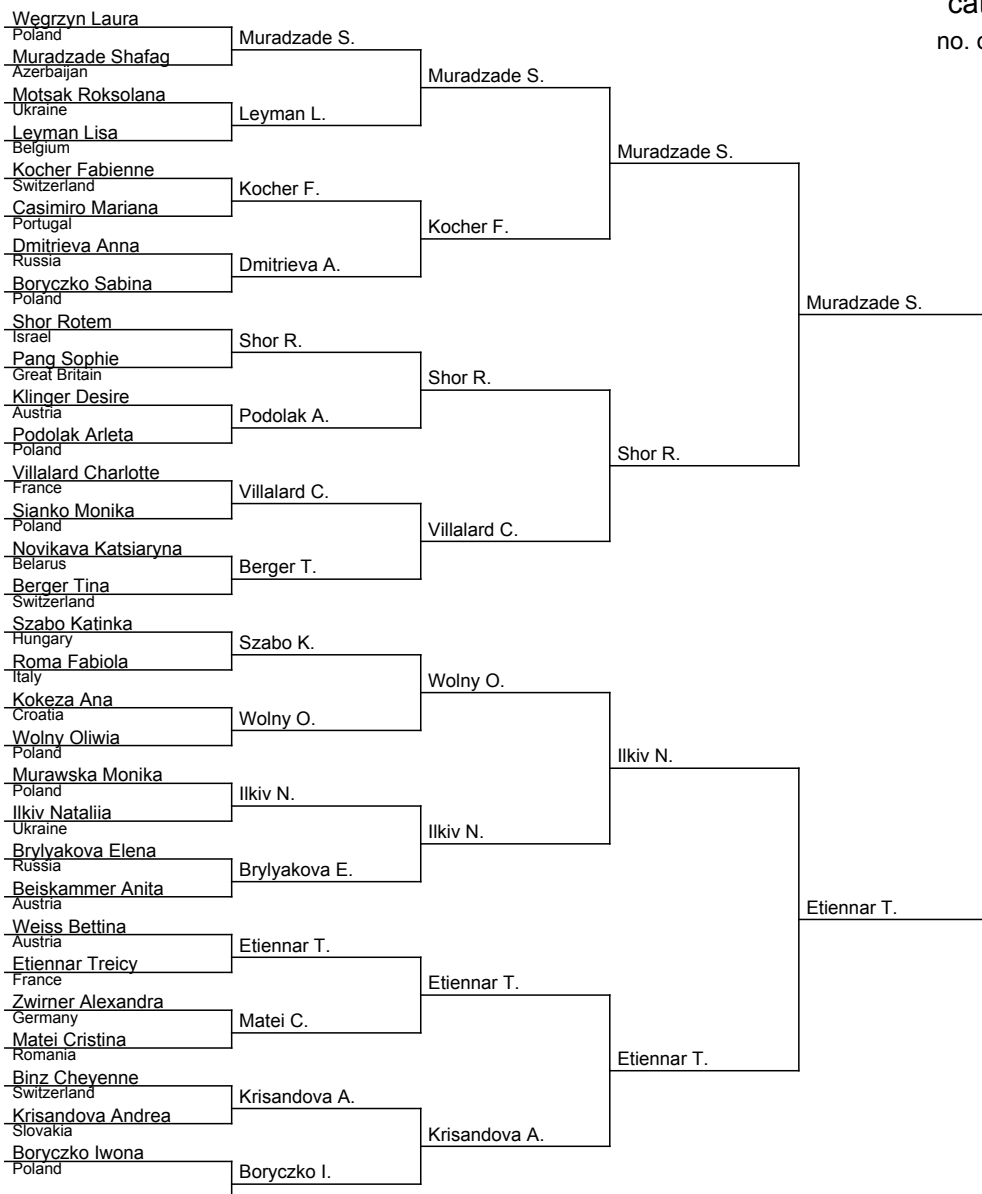 cat
no. o
Węgrzyn Laura
Poland
Muradzade S.
Muradzade Shafag
Azerbaijan
Muradzade S.
Motsak Roksolana
Ukraine
Leyman L.
Leyman Lisa
Belgium
Muradzade S.
Kocher Fabienne
Switzerland
Kocher F.
Casimiro Mariana
Portugal
Kocher F.
Dmitrieva Anna
Russia
Dmitrieva A.
Boryczko Sabina
Poland
Muradzade S.
Shor Rotem
Israel
Shor R.
Pang Sophie
Great Britain
Shor R.
Klinger Desire
Austria
Podolak A.
Podolak Arleta
Poland
Shor R.
Villalard Charlotte
France
Villalard C.
Sianko Monika
Poland
Villalard C.
Novikava Katsiaryna
Belarus
Berger T.
Berger Tina
Switzerland
Szabo Katinka
Hungary
Szabo K.
Roma Fabiola
Italy
Wolny O.
Kokeza Ana
Croatia
Wolny O.
Wolny Oliwia
Poland
Ilkiv N.
Murawska Monika
Poland
Ilkiv N.
Ilkiv Nataliia
Ukraine
Ilkiv N.
Brylyakova Elena
Russia
Brylyakova E.
Beiskammer Anita
Austria
Etiennar T.
Weiss Bettina
Austria
Etiennar T.
Etiennar Treicy
France
Etiennar T.
Zwirner Alexandra
Germany
Matei C.
Matei Cristina
Romania
Etiennar T.
Binz Cheyenne
Switzerland
Krisandova A.
Krisandova Andrea
Slovakia
Krisandova A.
Boryczko Iwona
Poland
Boryczko I.